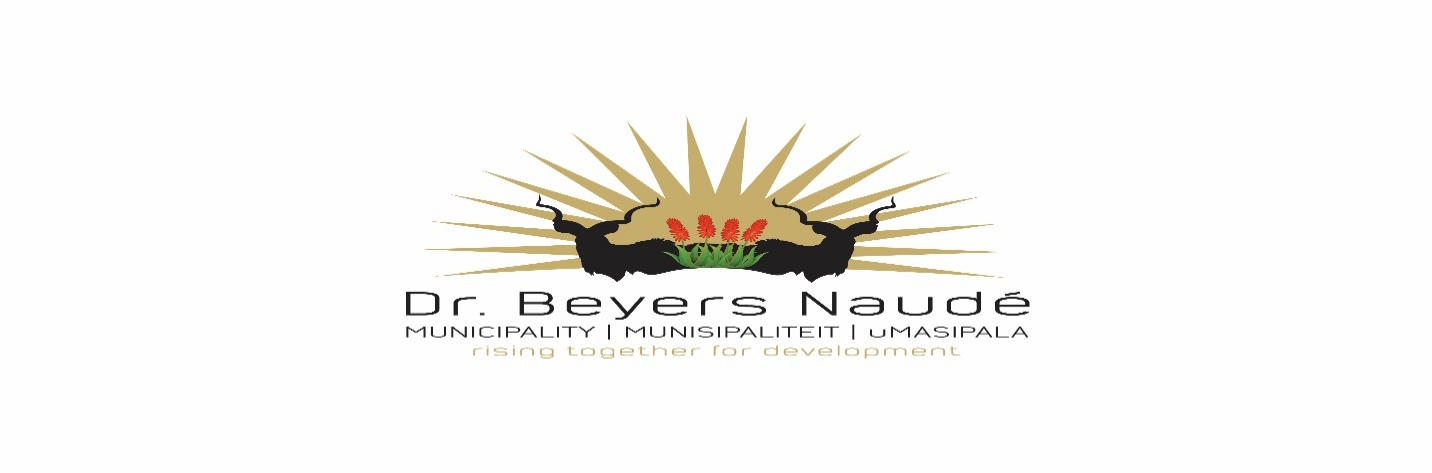 Dr. Beyers Naudé
MUNICIPALITY | MUNISIPALITEIT | uMASIPALA
rising together for development